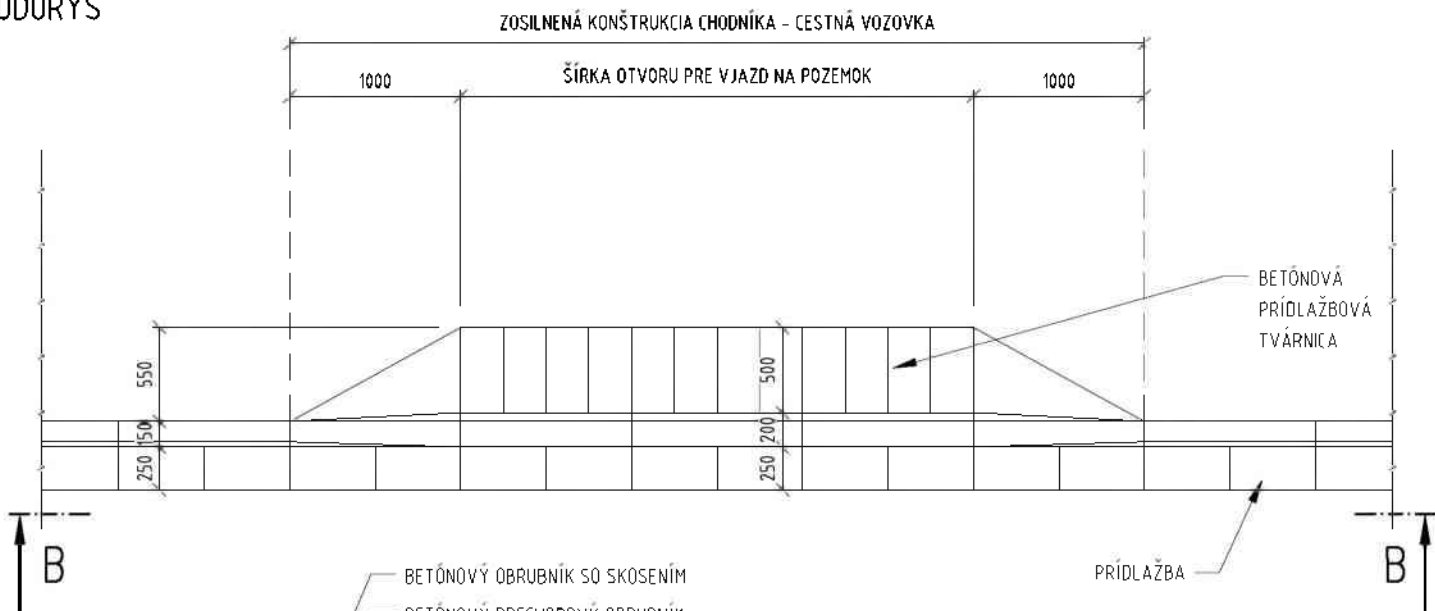 ZOSILNENÁ KONŠTRUKCIA CHODNÍKA - CESTNÁ VOZOVKA
1000
ŠÍRKA OTVORU PRE VJAZD NA POZEMOK
1000
BETÓNOVÁ
PRÍDLAŽBOVÁ
TVÁRNICA
550
500
150
200
250
250
B
B
BETÓNOVÝ OBRUBNÍK SO SKOSENÍM
PRÍDLAŽBA